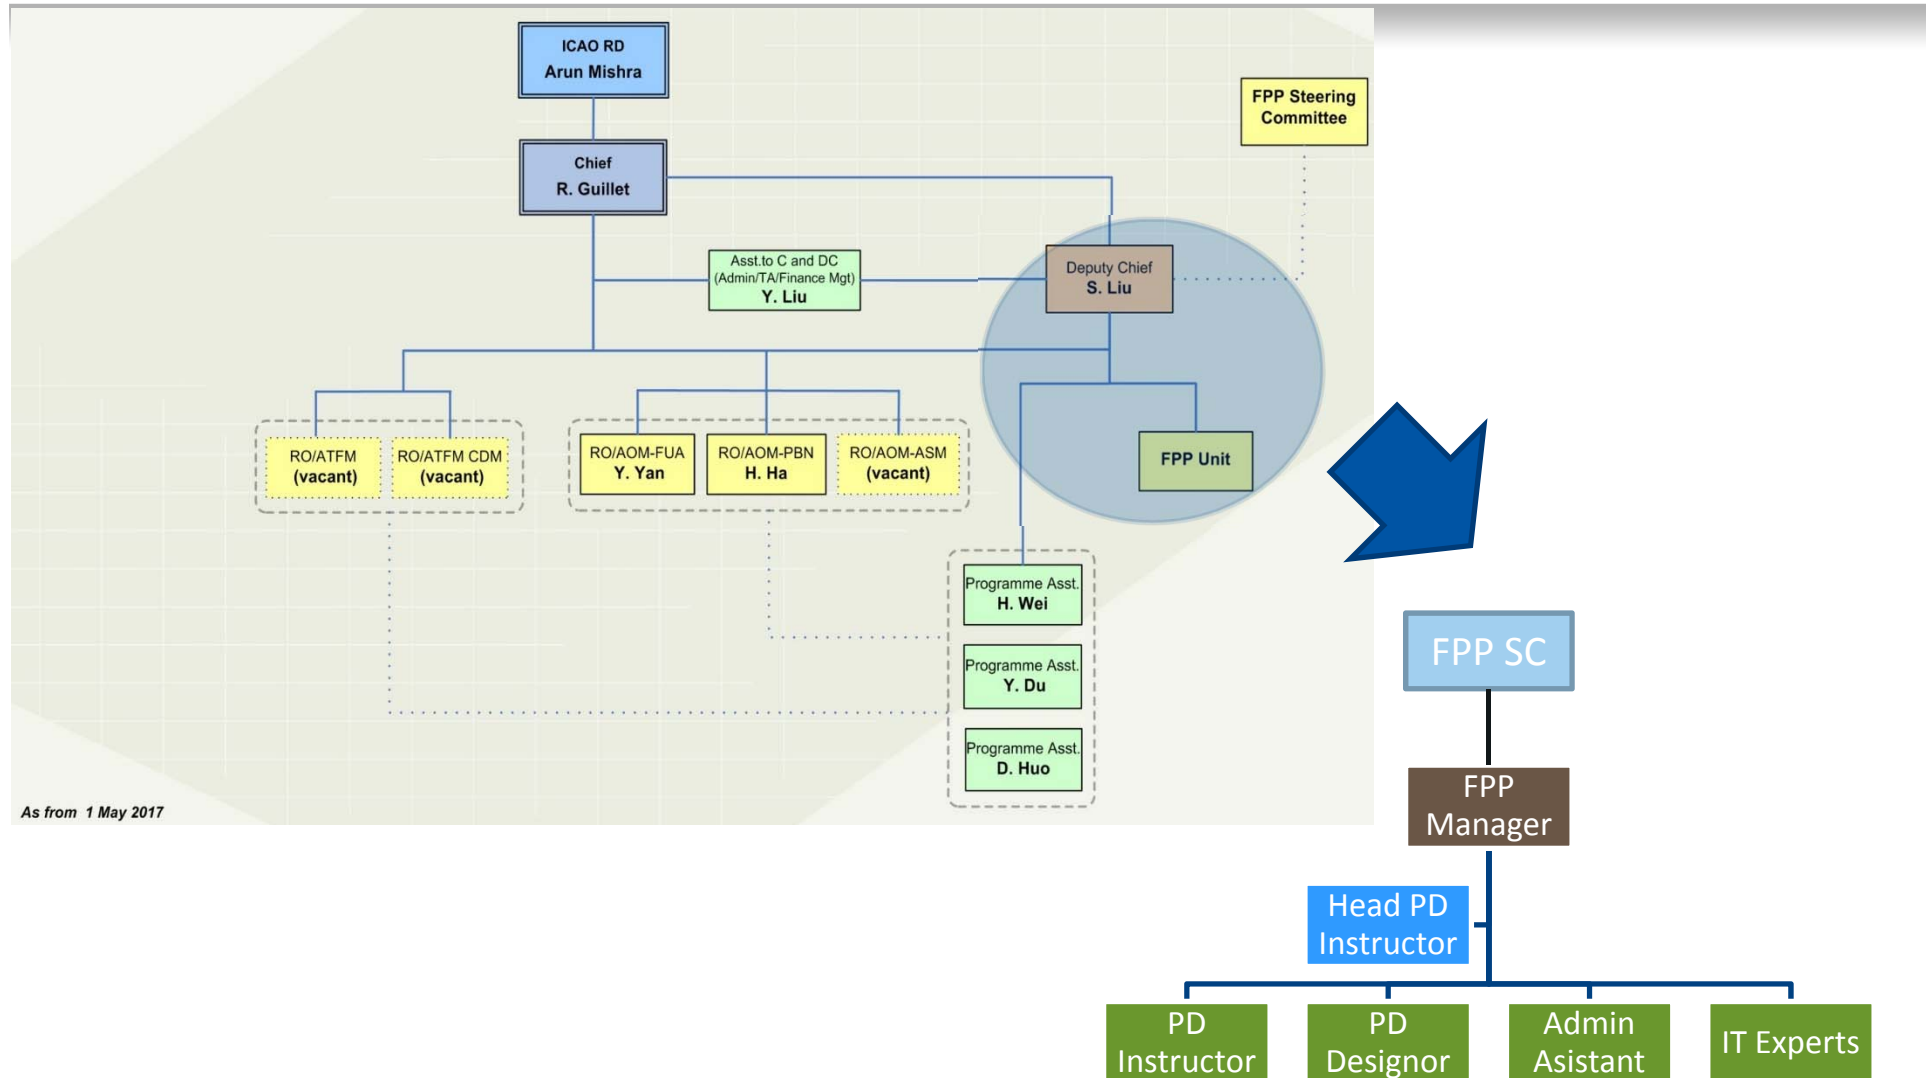 ICAO RD
Arun Mishra
FPP Steering
Committee
Chief
R. Guillet
Asst.to C and DC
(Admin/TA/Finance Mgt)
Y. Liu
Deputy Chief
S. Liu
RO/ATFM
(vacant)
RO/ATFM CDM
(vacant)
RO/AOM-FUA
Y. Yan
RO/AOM-PBN
H. Ha
RO/AOM-ASM
(vacant)
FPP Unit
Programme Asst.
H. Wei
Programme Asst.
Y. Du
Programme Asst.
D. Huo
As from 1 May 2017
FPP SC
FPP
Manager
Head PD
Instructor
PD
Instructor
PD
Designor
Admin
Asistant
IT Experts